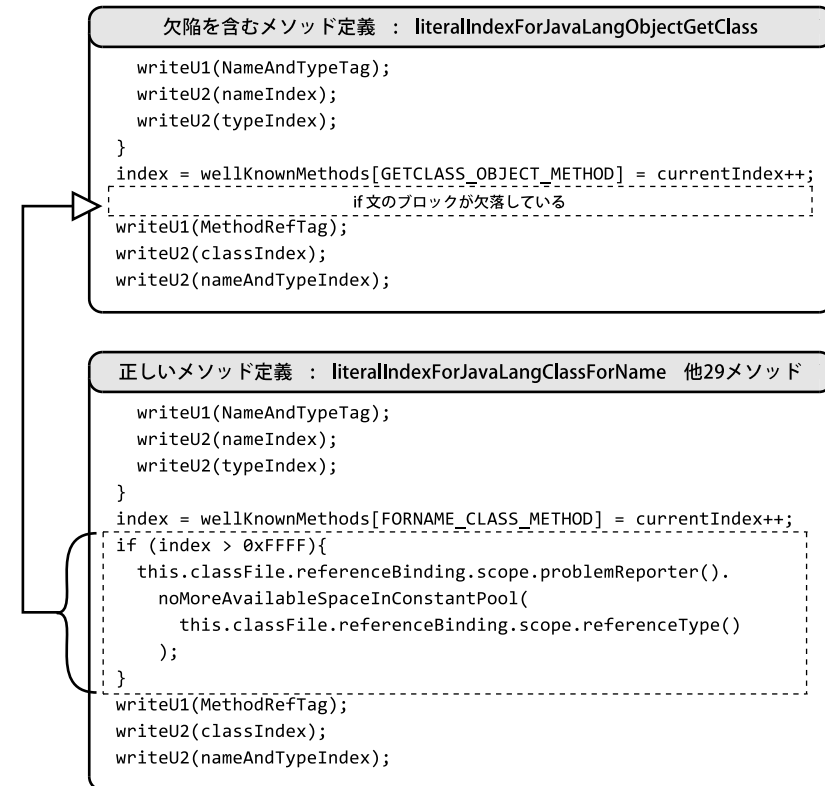 欠陥を含むメソッド定義 : literalIndexForJavaLangObjectGetClass
writeU1(NameAndTypeTag);
writeU2(nameIndex);
writeU2(typeIndex);
}
index = wellKnownMethods[GETCLASS_OBJECT_METHOD] = currentIndex++;
if 文のブロックが欠落している
writeU1(MethodRefTag);
writeU2(classIndex);
writeU2(nameAndTypeIndex);
正しいメソッド定義 : literalIndexForJavaLangClassForName 他29メソッド
writeU1(NameAndTypeTag);
writeU2(nameIndex);
writeU2(typeIndex);
}
index = wellKnownMethods[FORNAME_CLASS_METHOD] = currentIndex++;
if (index > 0xFFFF){
this.classFile.referenceBinding.scope.problemReporter().
noMoreAvailableSpaceInConstantPool(
this.classFile.referenceBinding.scope.referenceType()
);
}
writeU1(MethodRefTag);
writeU2(classIndex);
writeU2(nameAndTypeIndex);